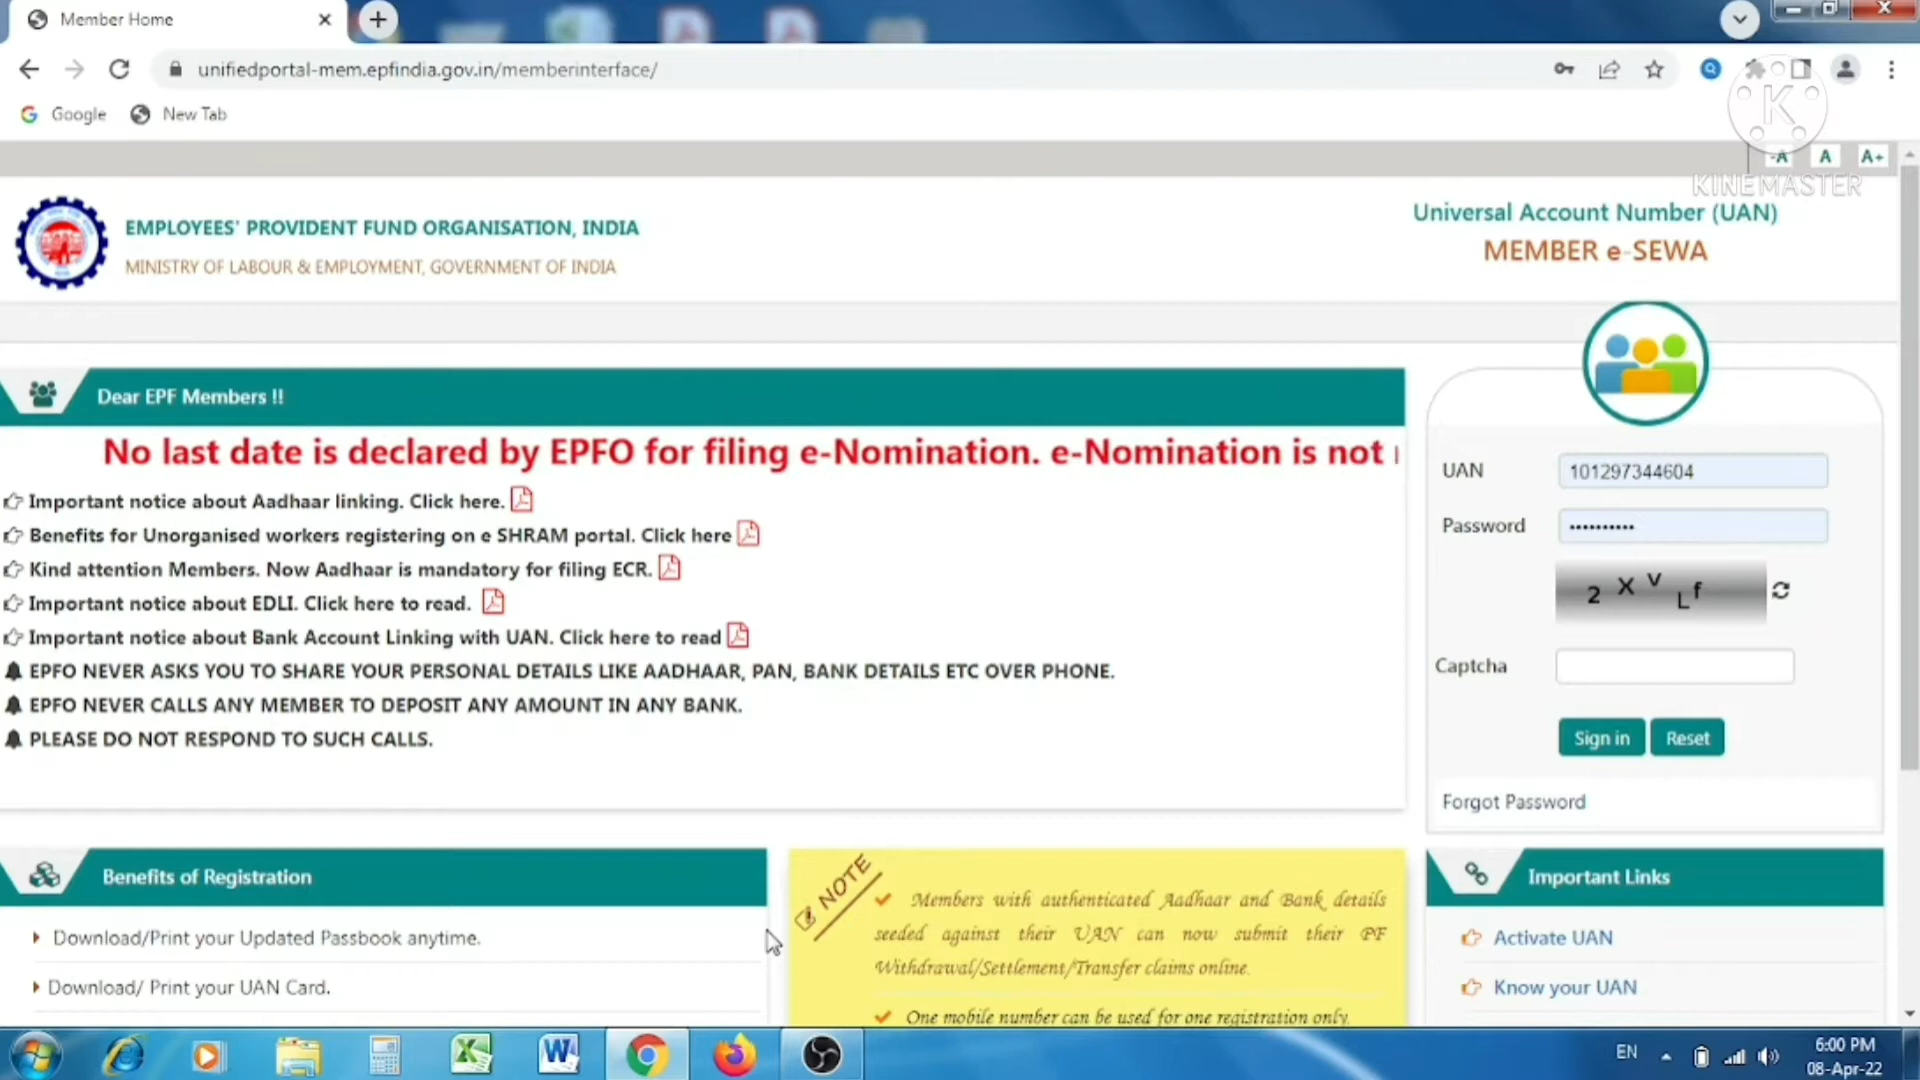 Member Home
unifiedportal-mem.epfindia.gov.in/memberinterface/
Google New Tab
K
KINEMASTER
-A A A+
EMPLOYEES' PROVIDENT FUND ORGANISATION, INDIA
MINISTRY OF LABOUR & EMPLOYMENT, GOVERNMENT OF INDIA
Universal Account Number (UAN)
MEMBER e-SEWA
Dear EPF Members !!
No last date is declared by EPFO for filing e-Nomination. e-Nomination is not
Important notice about Aadhaar linking. Click here.
Benefits for Unorganised workers registering on e SHRAM portal. Click here
Kind attention Members. Now Aadhaar is mandatory for filing ECR.
Important notice about EDLI. Click here to read.
Important notice about Bank Account Linking with UAN. Click here to read
EPFO NEVER ASKS YOU TO SHARE YOUR PERSONAL DETAILS LIKE AADHAAR, PAN, BANK DETAILS ETC OVER PHONE.
EPFO NEVER CALLS ANY MEMBER TO DEPOSIT ANY AMOUNT IN ANY BANK.
PLEASE DO NOT RESPOND TO SUCH CALLS.
UAN 101297344604
Password ••••••••••
2 X V L f
Captcha
Sign in Reset
Forgot Password
Benefits of Registration
Download/Print your Updated Passbook anytime.
Download/ Print your UAN Card.
NOTE
Members with authenticated Aadhaar and Bank details
seeded against their UAN can now submit their PF
Withdrawal/Settlement/Transfer claims online.
One mobile number can be used for one registration only.
Important Links
Activate UAN
Know your UAN
EN
6:00 PM
08-Apr-22